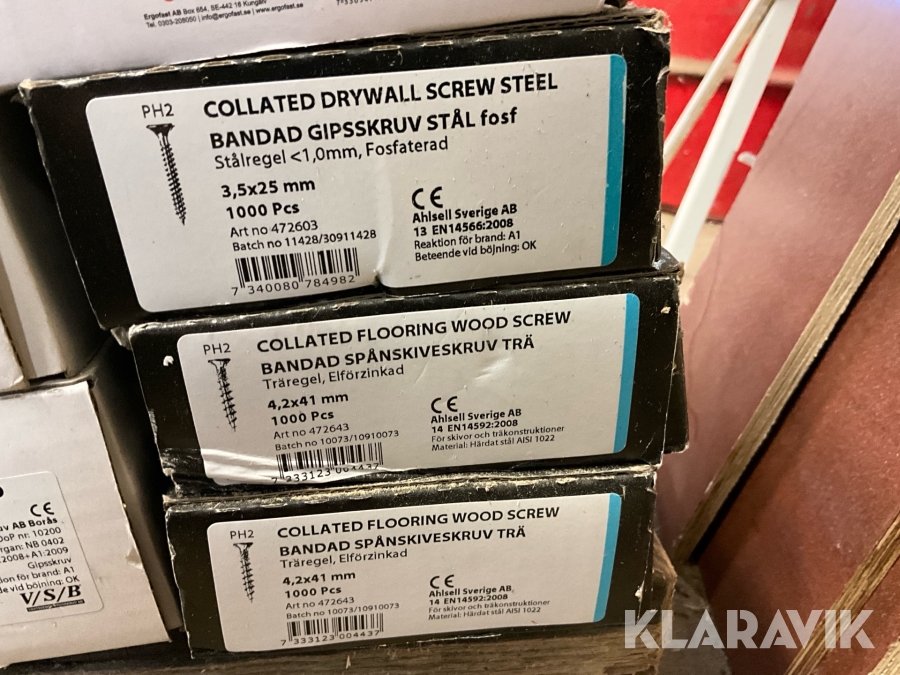 Ergofast AB Box 654, SE-442 18 Kungälv
Tel. 0303-208050 | info@ergofast.se | www.ergofast.se
PH2
COLLATED DRYWALL SCREW STEEL
BANDAD GIPSSKRUV STÅL fosf
Stålregel <1,0mm, Fosfaterad
3,5x25 mm
1000 Pcs
Art no 472603
Batch no 11428/30911428
7 340080 784982
CE
Ahlsell Sverige AB
13 EN14566:2008
Reaktion för brand: A1
Beteende vid böjning: OK
PH2
COLLATED FLOORING WOOD SCREW
BANDAD SPÅNSKIVESKRUV TRÄ
Träregel, Elförzinkad
4,2x41 mm
1000 Pcs
Art no 472643
Batch no 10073/10910073
7 333123 004437
CE
Ahlsell Sverige AB
14 EN14592:2008
För skivor och träkonstruktioner
Material: Härdat stål AISI 1022
PH2
COLLATED FLOORING WOOD SCREW
BANDAD SPÅNSKIVESKRUV TRÄ
Träregel, Elförzinkad
4,2x41 mm
1000 Pcs
Art no 472643
Batch no 10073/10910073
7 333123 004437
CE
Ahlsell Sverige AB
14 EN14592:2008
För skivor och träkonstruktioner
Material: Härdat stål AISI 1022
CE
AB Borås
DoP nr: 10200
NB 0402
2008+A1:2009
Gipsskruv
för brand: A1
vid böjning: OK
V/S/B
KLARAVIK